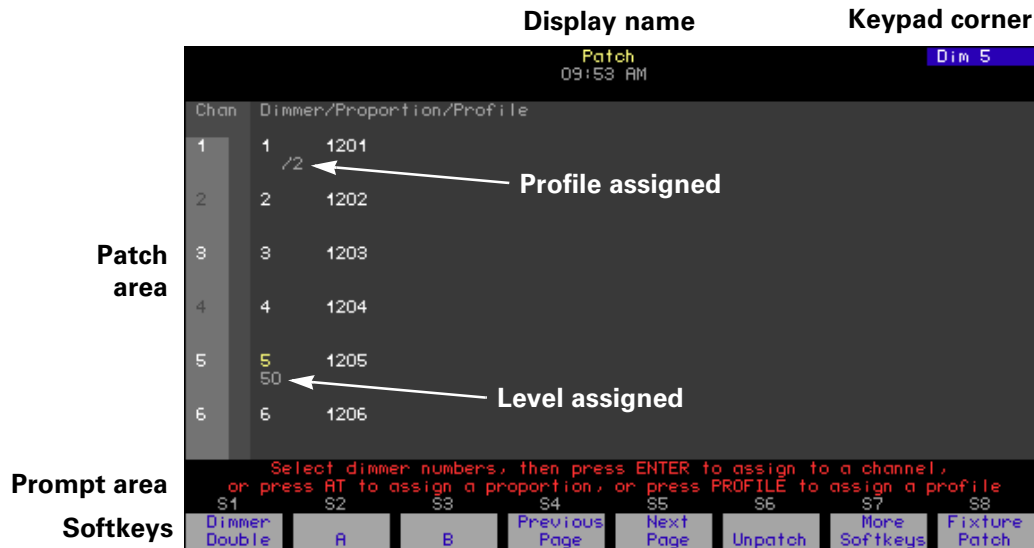 Display name
Keypad corner
Patch
Dim 5
09:53 AM
Chan Dimmer/Proportion/Profile
1 1 1201
/2
Profile assigned
2 2 1202
Patch
area
3 3 1203
4 4 1204
5 5 1205
50
Level assigned
6 6 1206
Prompt area
Select dimmer numbers, then press ENTER to assign to a channel,
or press AT to assign a proportion, or press PROFILE to assign a profile
S1 S2 S3 S4 S5 S6 S7 S8
Softkeys
Dimmer Double
A
B
Previous Page
Next Page
Unpatch
More Softkeys
Fixture Patch